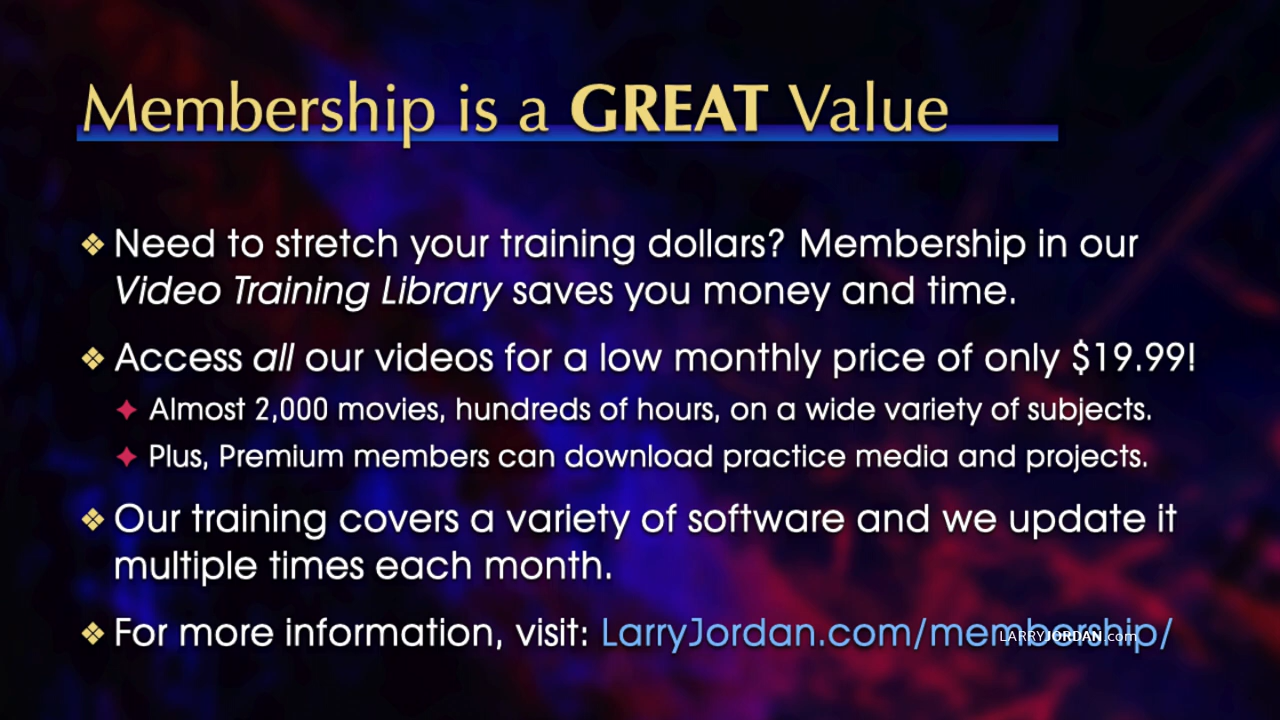 Membership is a GREAT Value
❖ Need to stretch your training dollars? Membership in our
Video Training Library saves you money and time.
❖ Access all our videos for a low monthly price of only $19.99!
✦ Almost 2,000 movies, hundreds of hours, on a wide variety of subjects.
✦ Plus, Premium members can download practice media and projects.
❖ Our training covers a variety of software and we update it
multiple times each month.
❖ For more information, visit: LarryJordan.com/membership/
LARRYJORDAN.com